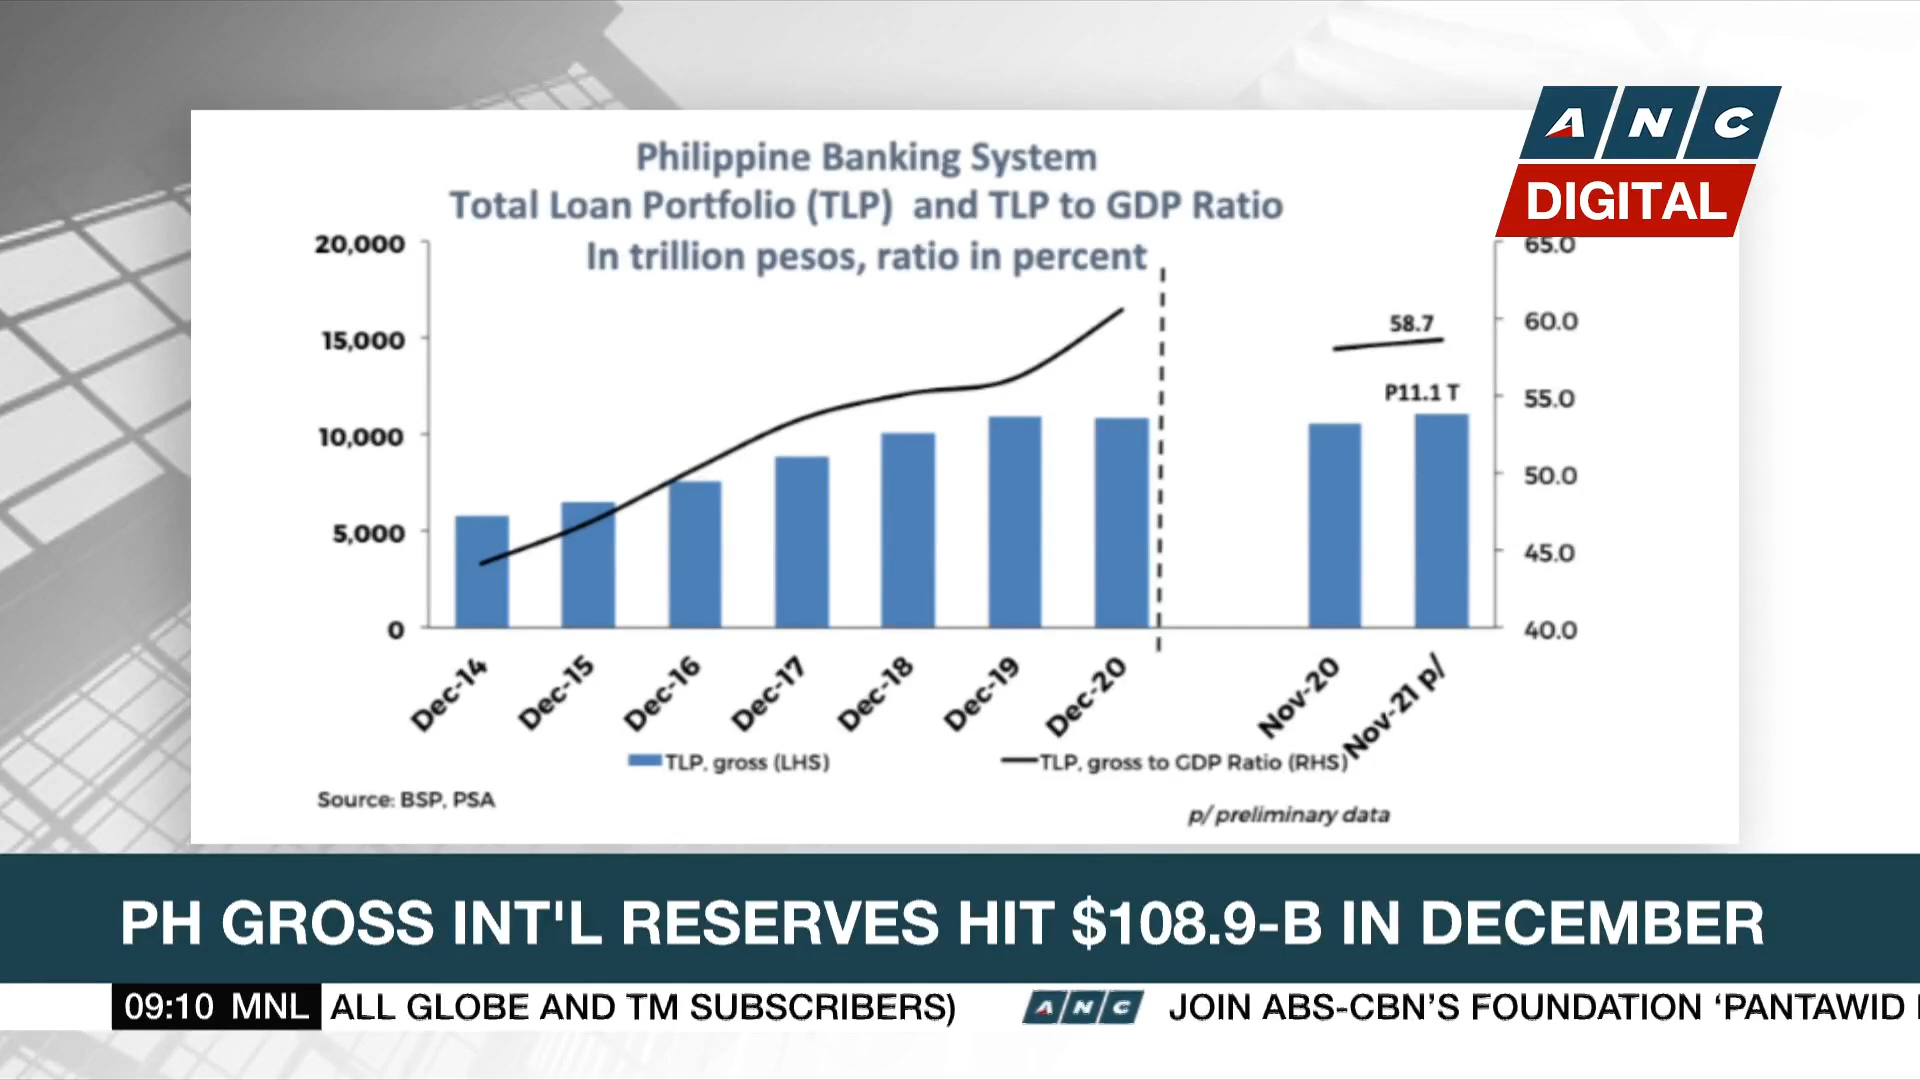 ANC
DIGITAL
Philippine Banking System
Total Loan Portfolio (TLP) and TLP to GDP Ratio
In trillion pesos, ratio in percent
20,000
15,000
10,000
5,000
0
65.0
60.0
55.0
50.0
45.0
40.0
58.7
P11.1 T
Dec-14
Dec-15
Dec-16
Dec-17
Dec-18
Dec-19
Dec-20
Nov-20
Nov-21 p/
TLP, gross (LHS)
TLP, gross to GDP Ratio (RHS)
Source: BSP, PSA
p/ preliminary data
PH GROSS INT'L RESERVES HIT $108.9-B IN DECEMBER
09:10 MNL ALL GLOBE AND TM SUBSCRIBERS) ANC JOIN ABS-CBN’S FOUNDATION ‘PANTAWID